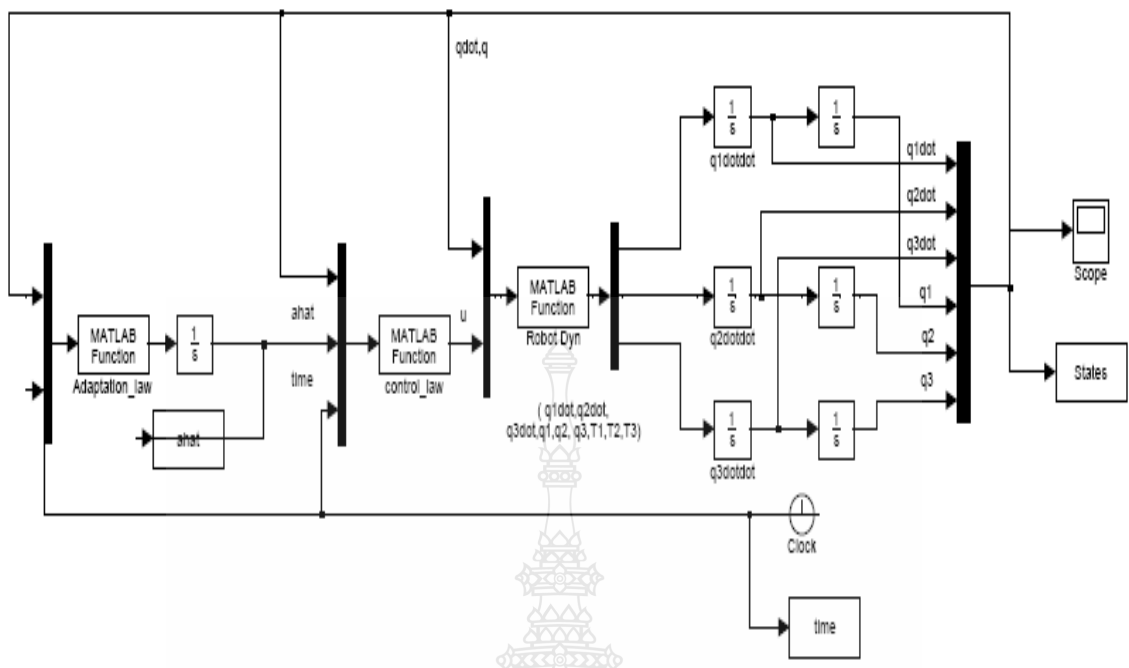 qdot,q
1
s
q1dotdot
1
s
q1dot
q2dot
q3dot
q1
q2
q3
Scope
States
MATLAB
Function
Adaptation_law
1
s
ahat
ahat
time
MATLAB
Function
control_law
u
MATLAB
Function
Robot Dyn
( q1dot,q2dot,
q3dot,q1,q2, q3,T1,T2,T3)
1
s
q2dotdot
1
s
1
s
q3dotdot
1
s
Clock
time